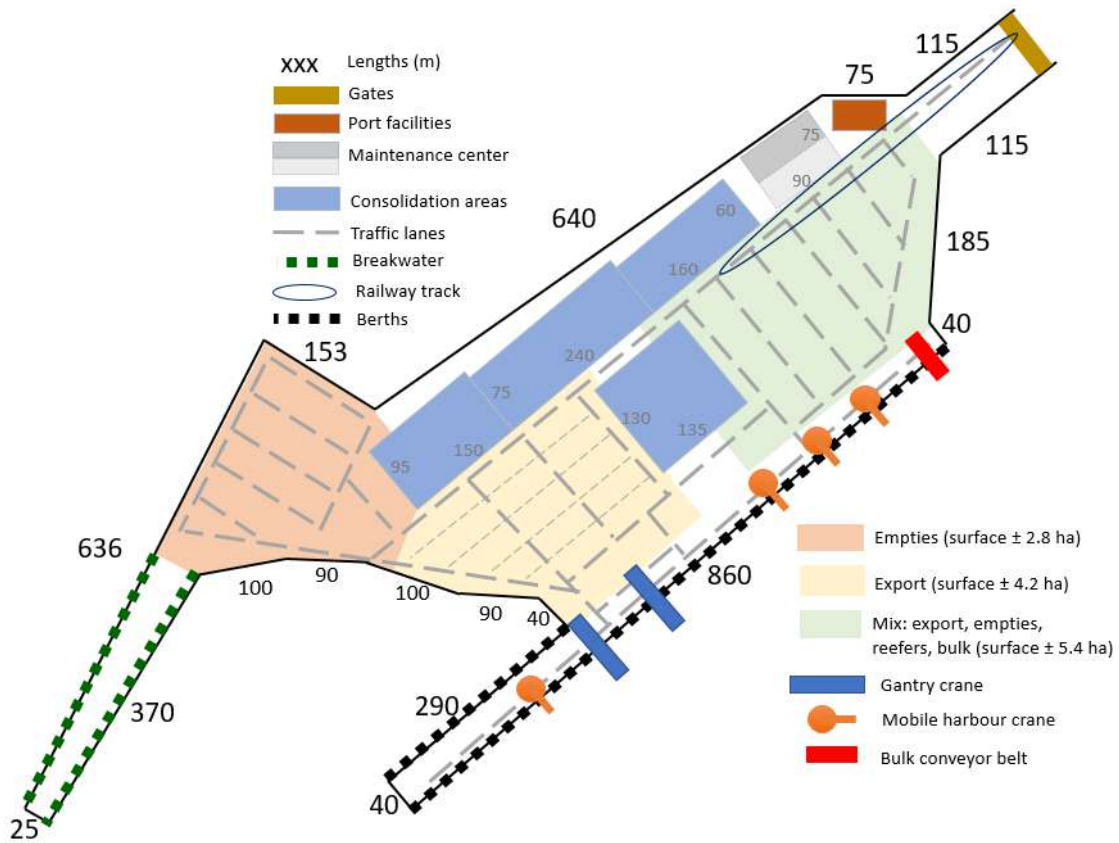 XXX Lengths (m)
Gates
Port facilities
Maintenance center
Consolidation areas
Traffic lanes
Breakwater
Railway track
Berths
115
75
115
75
90
640
60
185
160
40
153
240
75
130
135
150
95
636
100
90
100
90
40
860
370
290
40
25
Empties (surface ± 2.8 ha)
Export (surface ± 4.2 ha)
Mix: export, empties,
reefers, bulk (surface ± 5.4 ha)
Gantry crane
Mobile harbour crane
Bulk conveyor belt